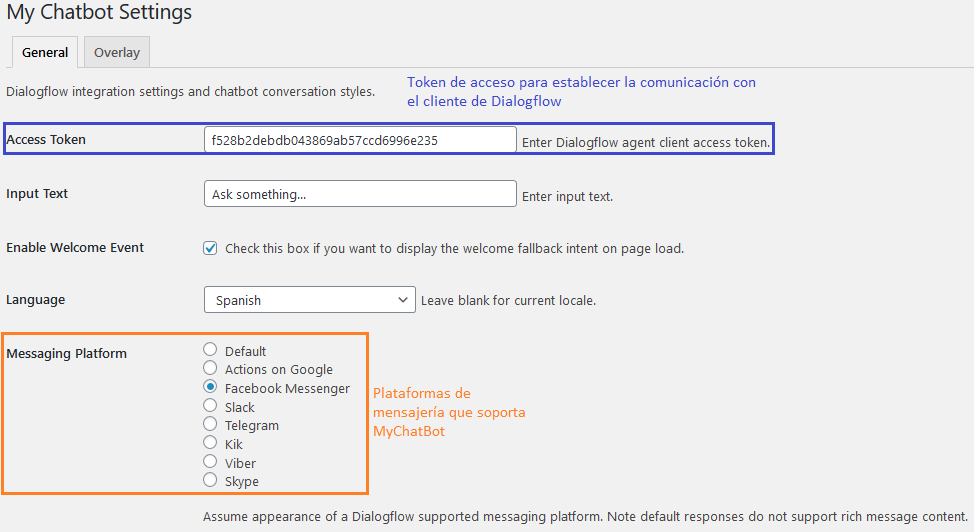 My Chatbot Settings
General
Overlay
Dialogflow integration settings and chatbot conversation styles.
Token de acceso para establecer la comunicación con
el cliente de Dialogflow
Access Token
f528b2debdb043869ab57ccd6996e235
Enter Dialogflow agent client access token.
Input Text
Ask something...
Enter input text.
Enable Welcome Event
Check this box if you want to display the welcome fallback intent on page load.
Language
Spanish
Leave blank for current locale.
Messaging Platform
Default
Actions on Google
Facebook Messenger
Slack
Telegram
Kik
Viber
Skype
Plataformas de
mensajería que soporta
MyChatBot
Assume appearance of a Dialogflow supported messaging platform. Note default responses do not support rich message content.